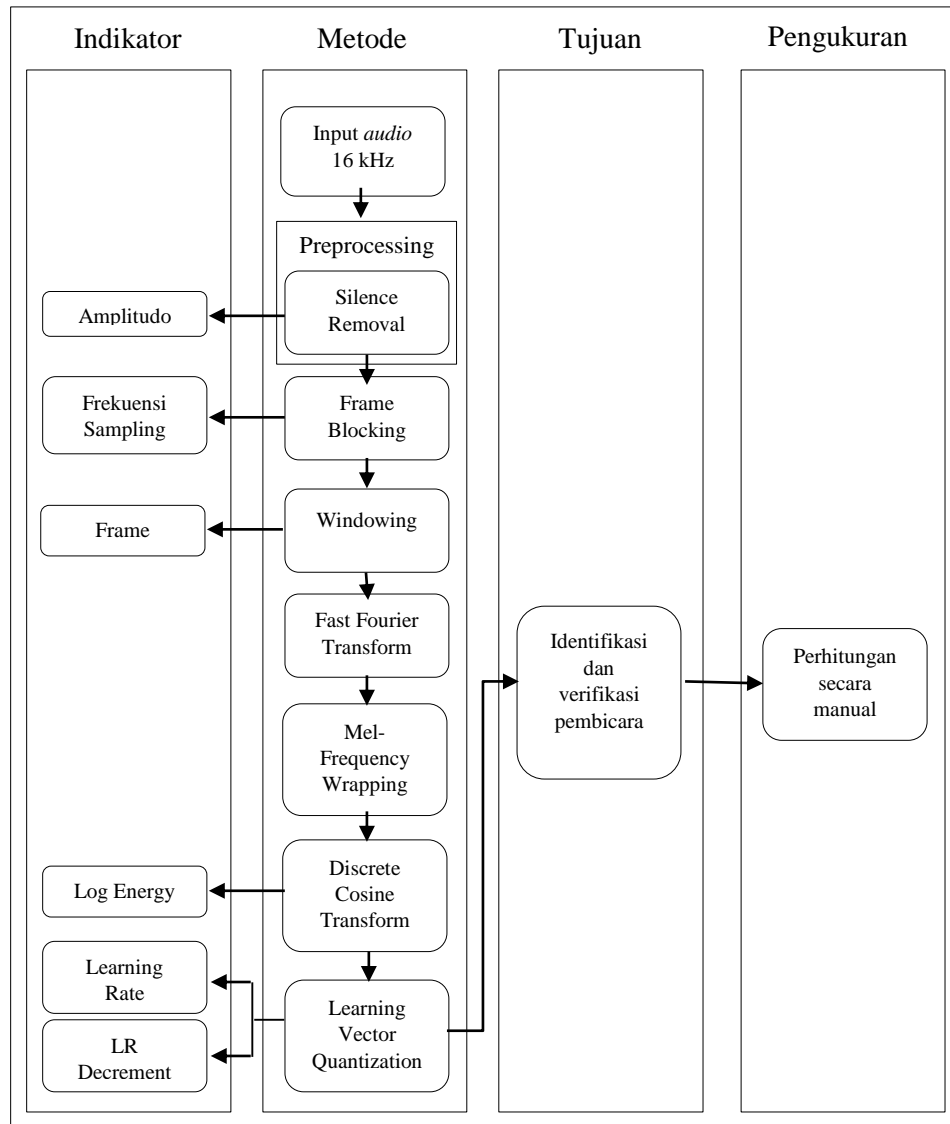 Indikator
Metode
Tujuan
Pengukuran
Input audio
16 kHz
Preprocessing
Silence
Removal
Amplitudo
Frame
Blocking
Frekuensi
Sampling
Windowing
Frame
Fast Fourier
Transform
Mel-
Frequency
Wrapping
Discrete
Cosine
Transform
Log Energy
Learning
Vector
Quantization
Learning
Rate
LR
Decrement
Identifikasi
dan
verifikasi
pembicara
Perhitungan
secara
manual